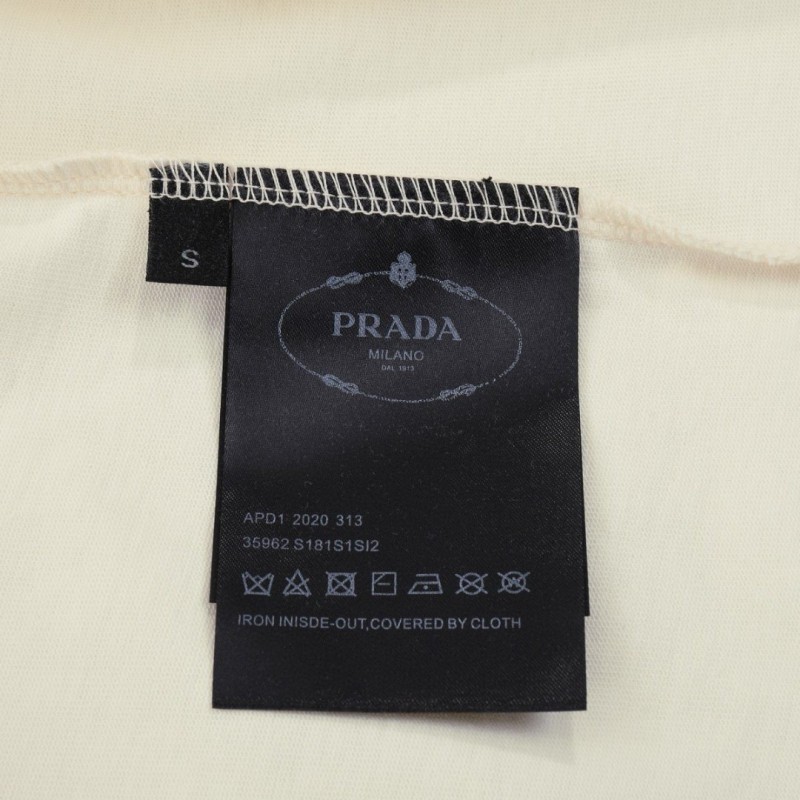 S
PRADA
MILANO
DAL 1913
APD1 2020 313
35962 S181S1SI2
IRON INISDE-OUT,COVERED BY CLOTH